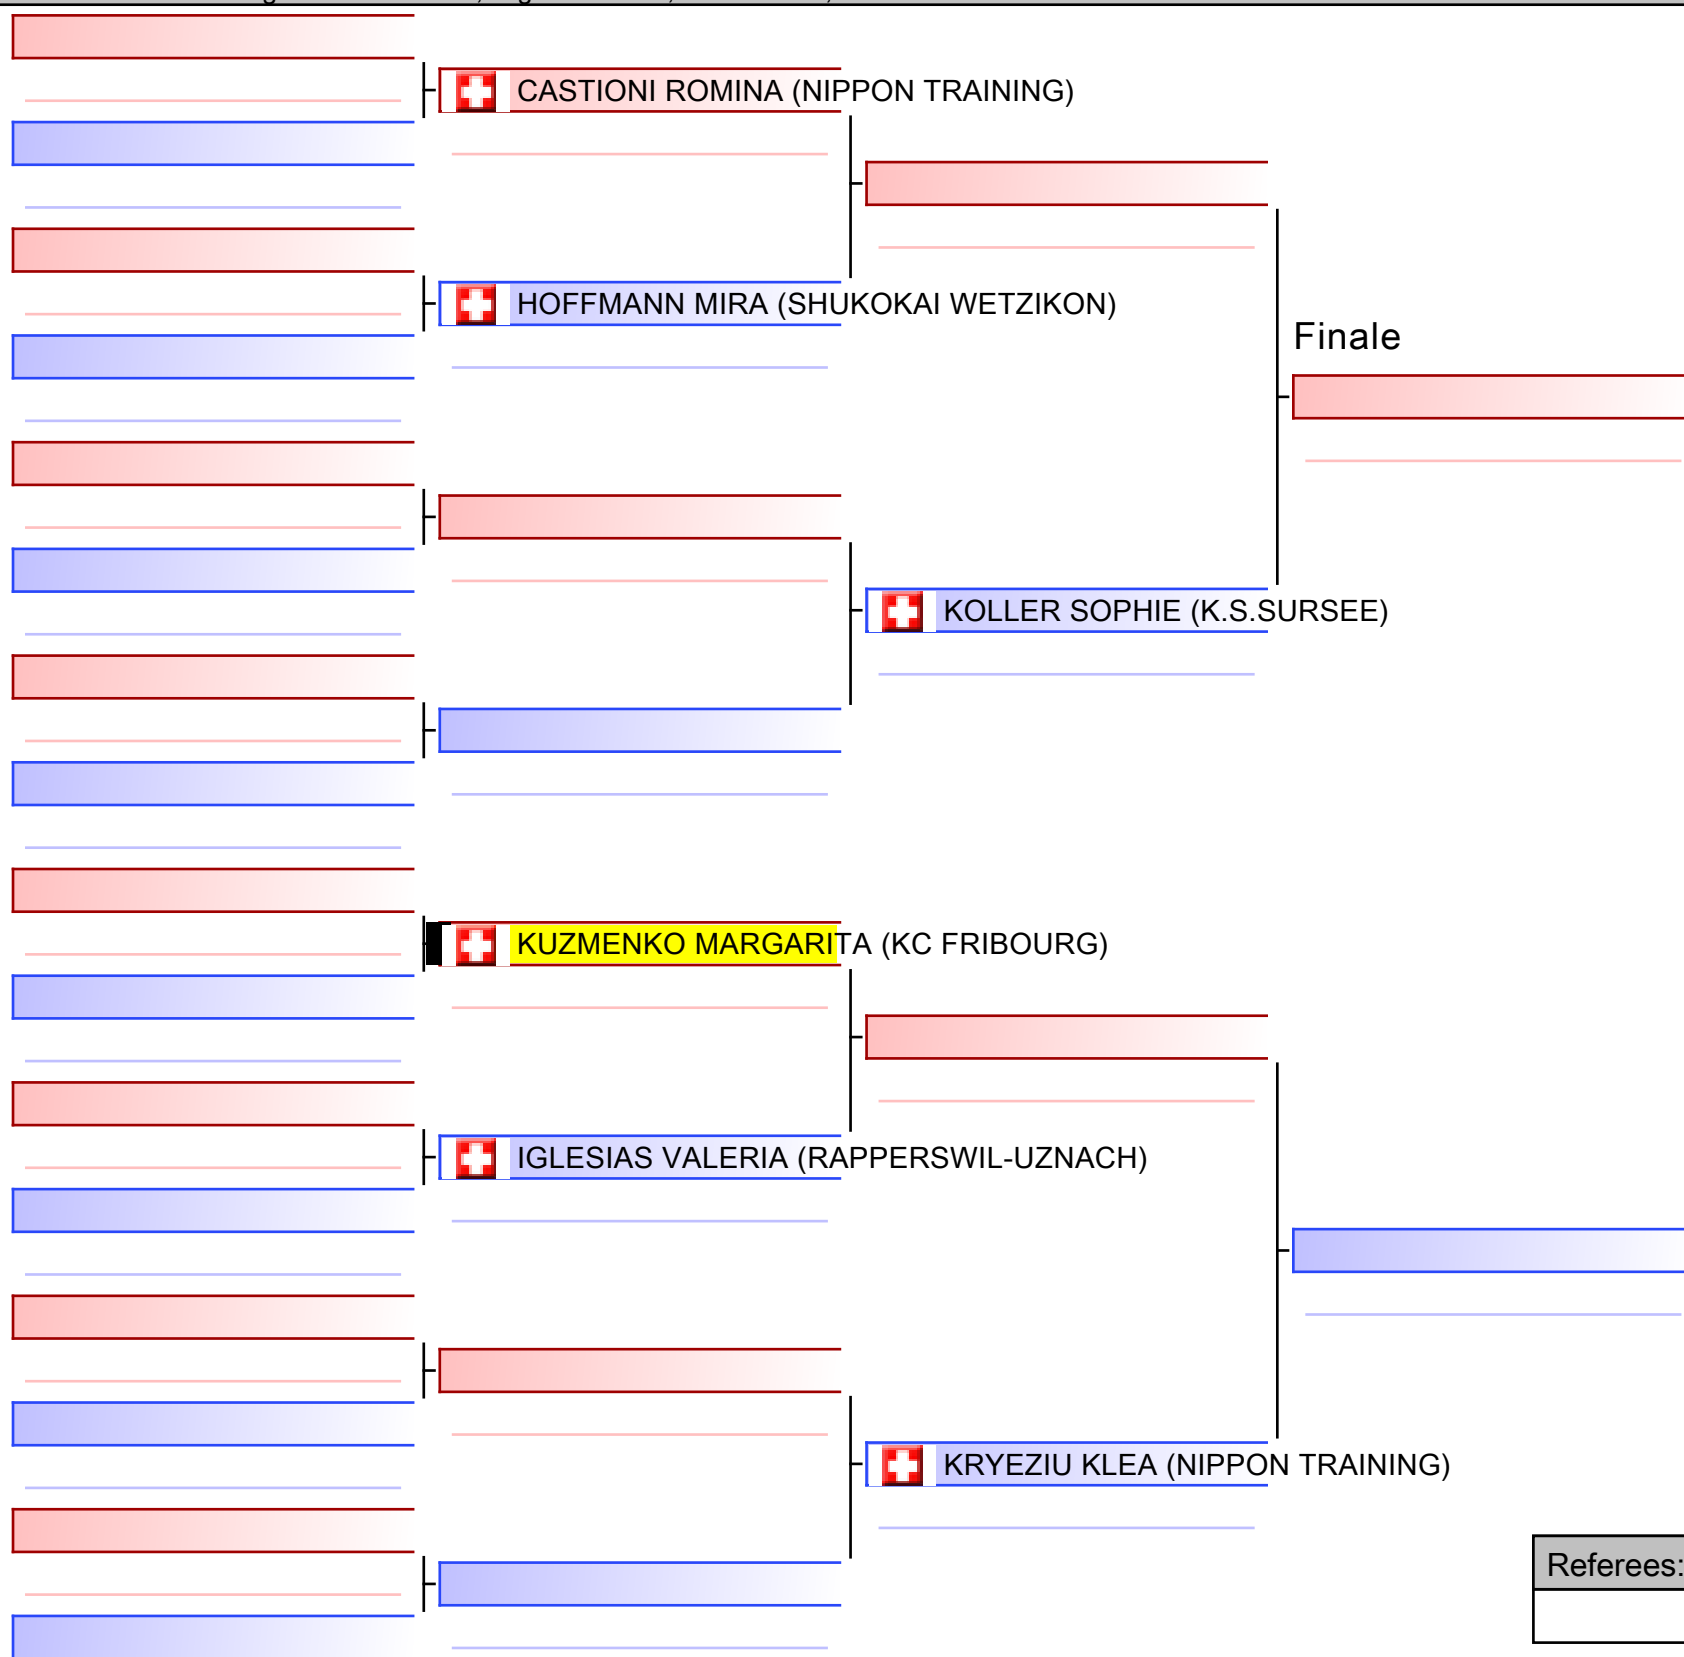 CASTIONI ROMINA (NIPPON TRAINING)
HOFFMANN MIRA (SHUKOKAI WETZIKON)
Finale
KOLLER SOPHIE (K.S.SURSEE)
KUZMENKO MARGARITA (KC FRIBOURG)
IGLESIAS VALERIA (RAPPERSWIL-UZNACH)
KRYEZIU KLEA (NIPPON TRAINING)
Referees: